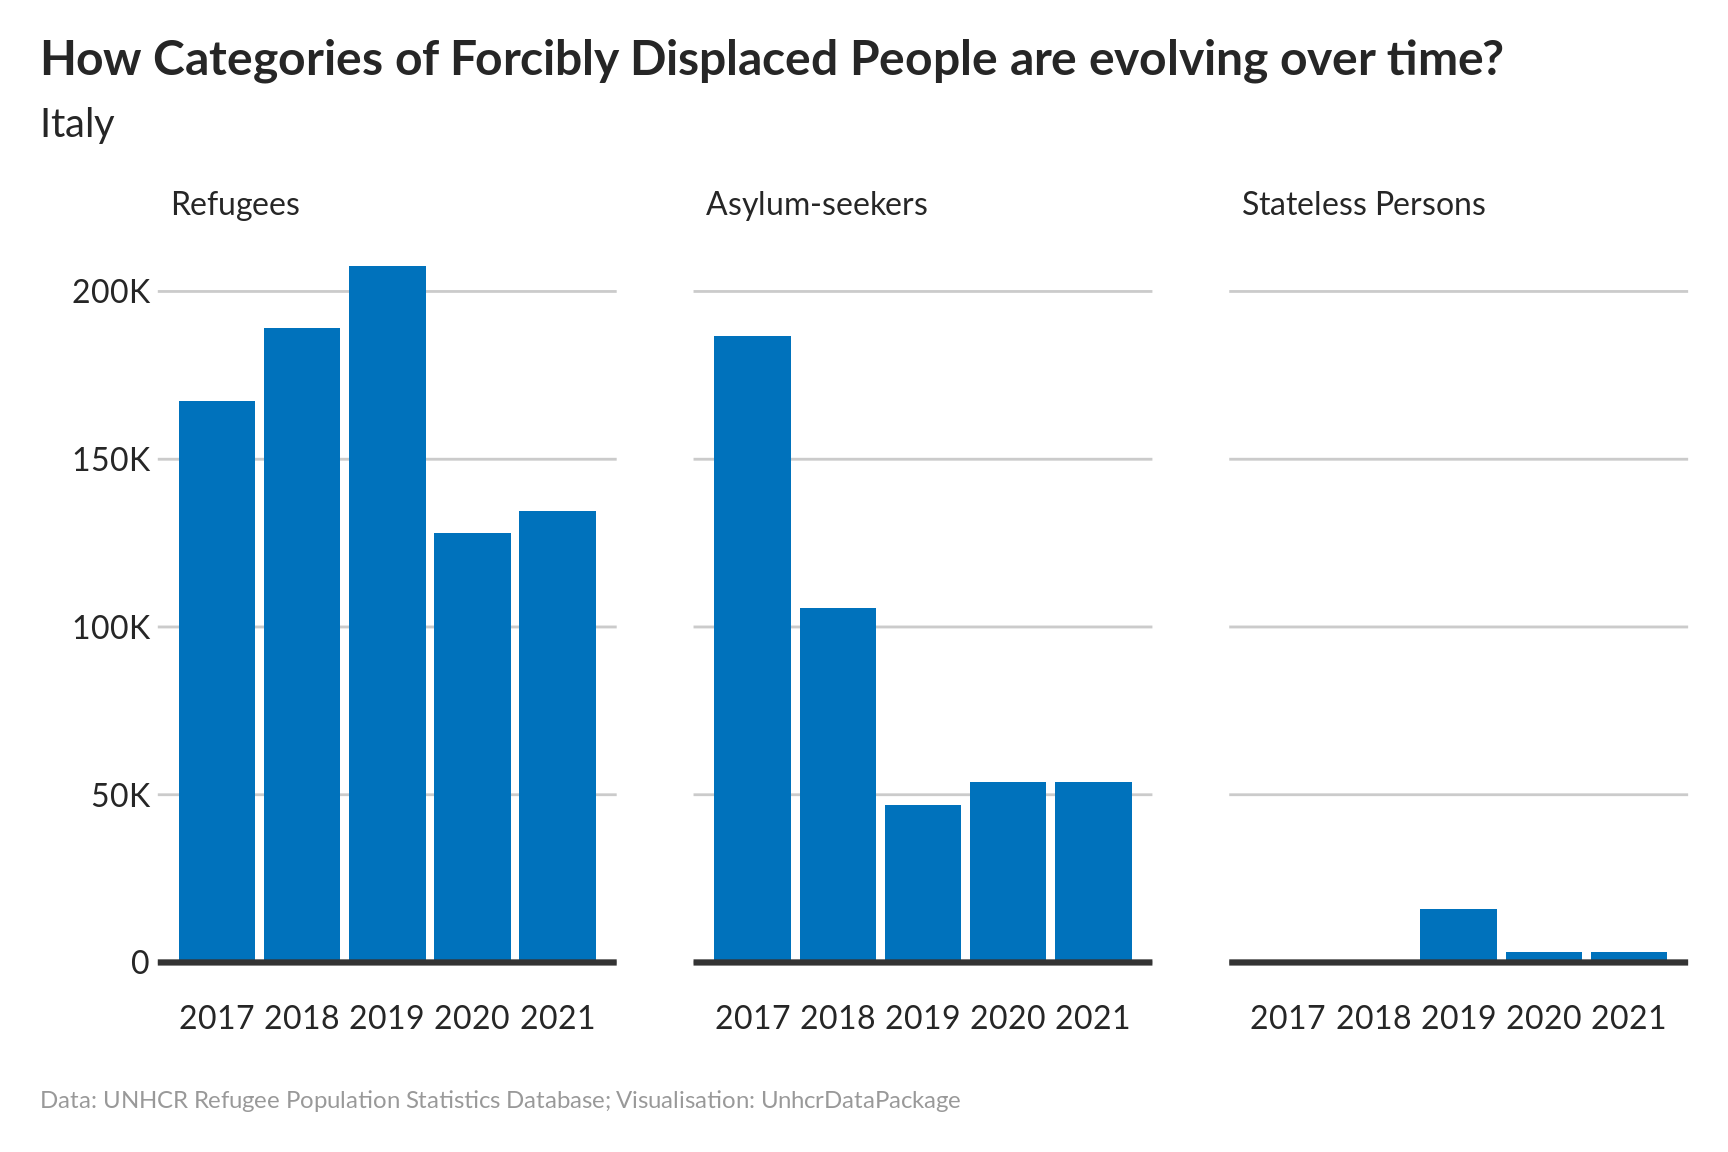 How Categories of Forcibly Displaced People are evolving over time?
Italy
Refugees
Asylum-seekers
Stateless Persons
200K
150K
100K
50K
0
2017 2018 2019 2020 2021
2017 2018 2019 2020 2021
2017 2018 2019 2020 2021
Data: UNHCR Refugee Population Statistics Database; Visualisation: UnhcrDataPackage